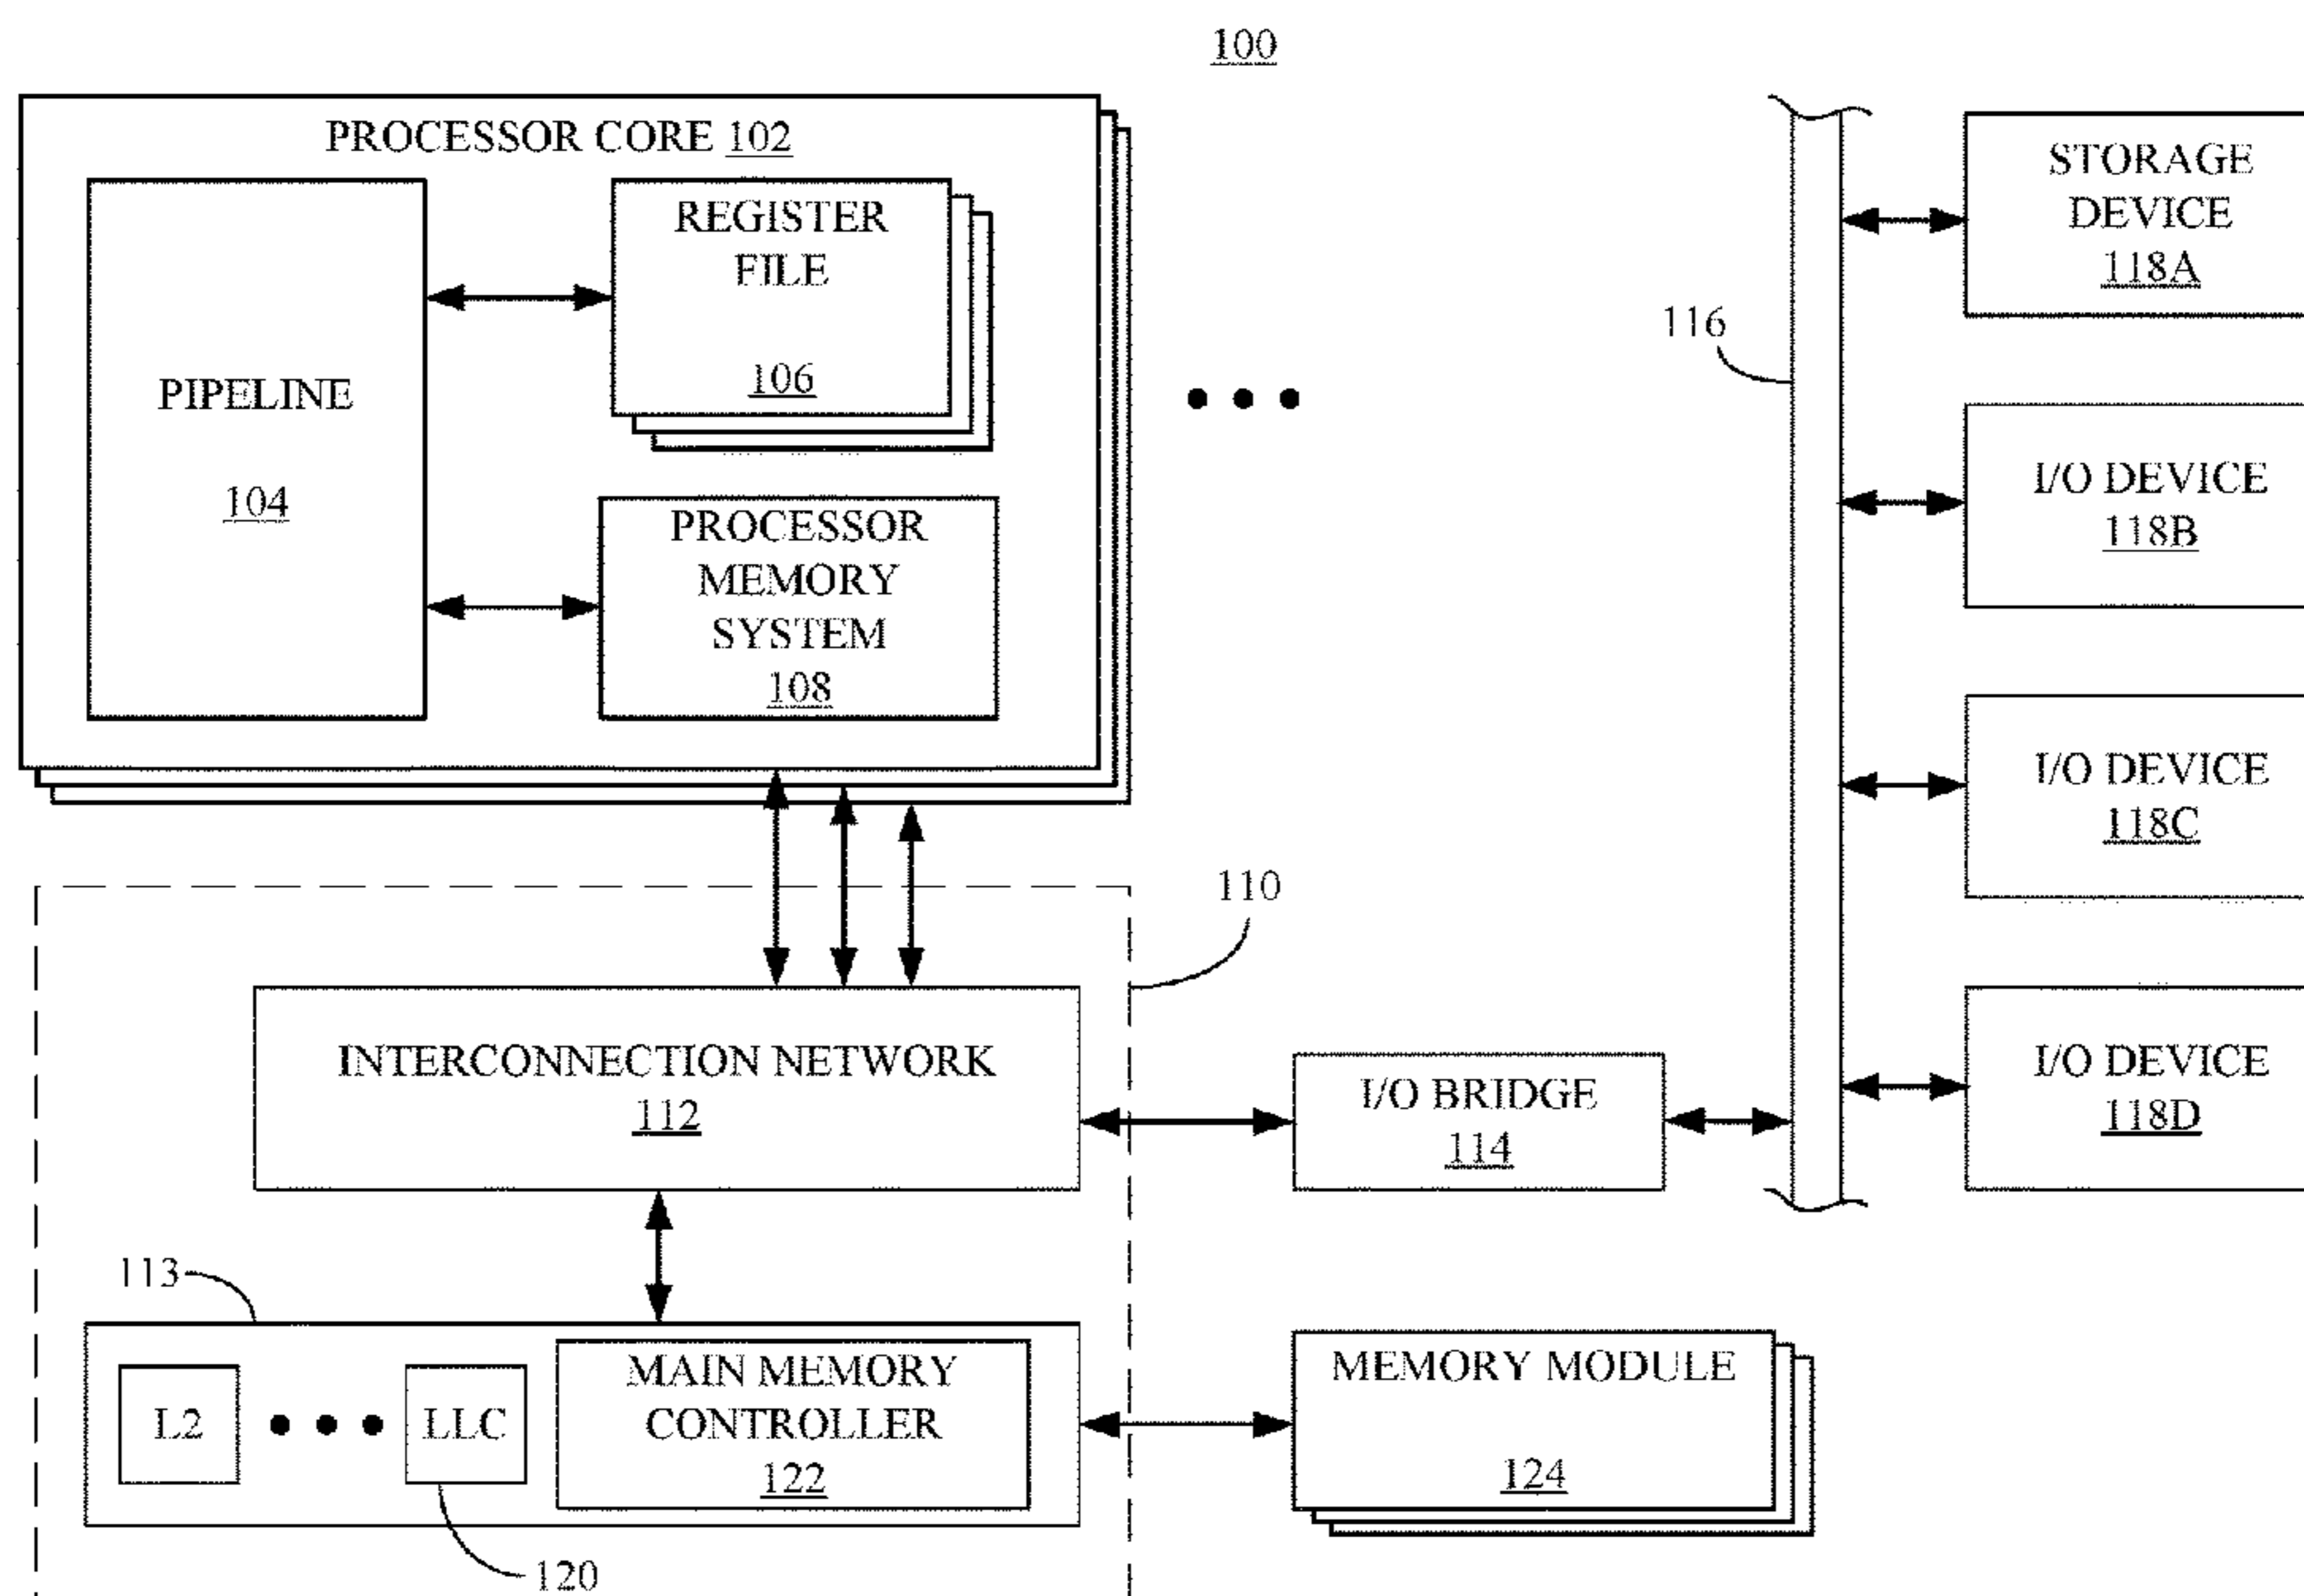 100
PROCESSOR CORE 102
PIPELINE
104
REGISTER
FILE
106
PROCESSOR
MEMORY
SYSTEM
108
116
STORAGE
DEVICE
118A
I/O DEVICE
118B
I/O DEVICE
118C
I/O DEVICE
118D
110
INTERCONNECTION NETWORK
112
I/O BRIDGE
114
113
L2
LLC
MAIN MEMORY
CONTROLLER
122
MEMORY MODULE
124
120